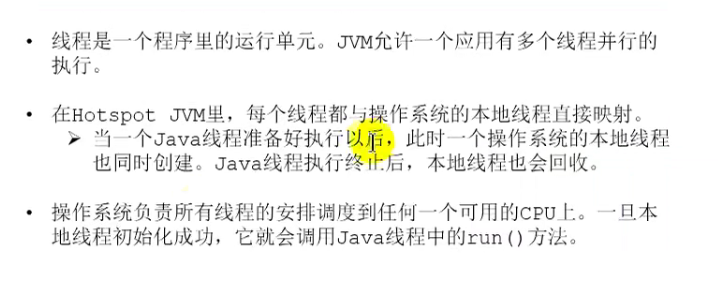 • 线程是一个程序里的运行单元。JVM允许一个应用有多个线程并行的
执行。
• 在Hotspot JVM里，每个线程都与操作系统的本地线程直接映射。
➢ 当一个Java线程准备好执行以后，此时一个操作系统的本地线程
也同时创建。Java线程执行终止后，本地线程也会回收。
• 操作系统负责所有线程的安排调度到任何一个可用的CPU上。一旦本
地线程初始化成功，它就会调用Java线程中的run()方法。